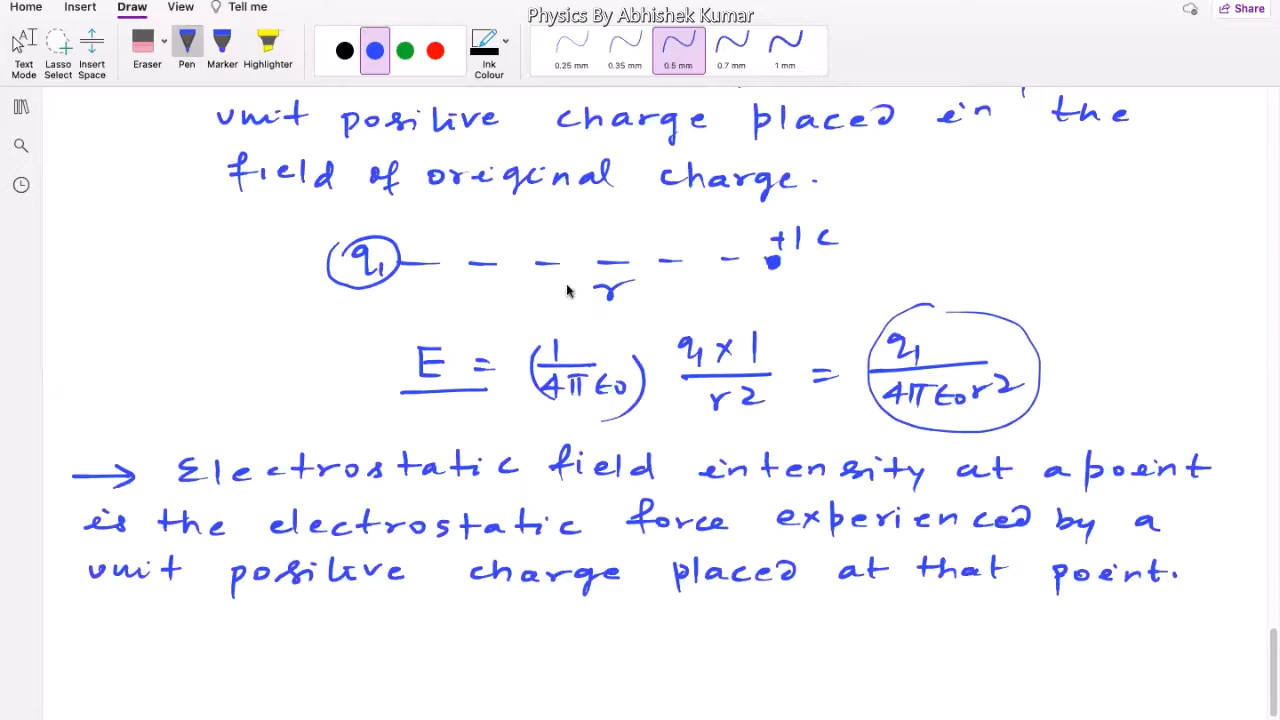 Home Insert Draw View Tell me
Physics By Abhishek Kumar
Share
Text Mode
Lasso Select
Insert Space
Eraser
Pen
Marker
Highlighter
Ink Colour
0.25 mm 0.35 mm 0.5 mm 0.7 mm 1 mm
unit positive charge placed in the
field of original charge.
q₁ +1 C
r
E = (1/4πε₀) q₁ × 1/r² = q₁/4πε₀r²
→ Electrostatic field intensity at a point
is the electrostatic force experienced by a
unit positive charge placed at that point.